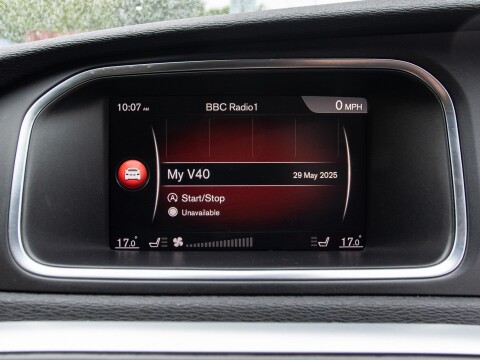 10:07 AM BBC Radio1 0 MPH
My V40 29 May 2025
Start/Stop
Unavailable
17.0° 17.0°